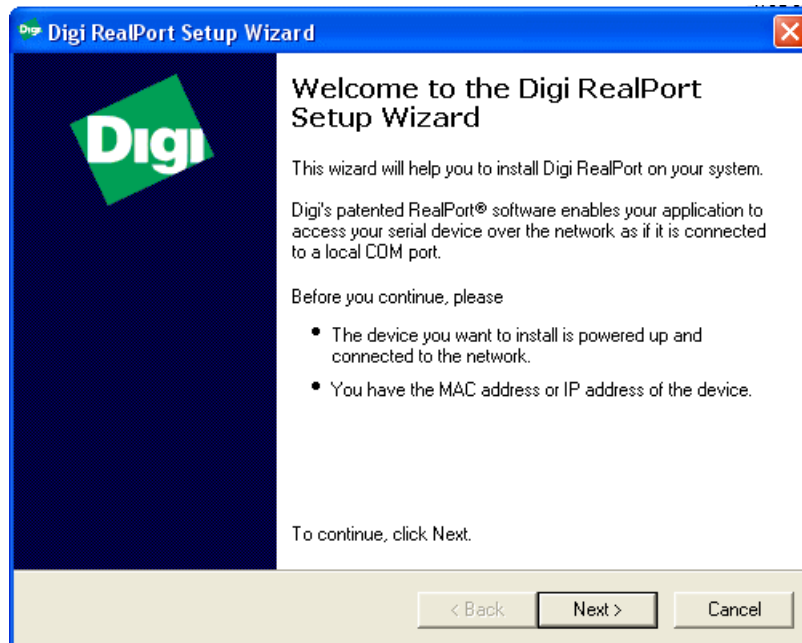 Digi RealPort Setup Wizard
Digi
Welcome to the Digi RealPort
Setup Wizard
This wizard will help you to install Digi RealPort on your system.
Digi's patented RealPort® software enables your application to
access your serial device over the network as if it is connected
to a local COM port.
Before you continue, please
• The device you want to install is powered up and
connected to the network.
• You have the MAC address or IP address of the device.
To continue, click Next.
< Back Next > Cancel